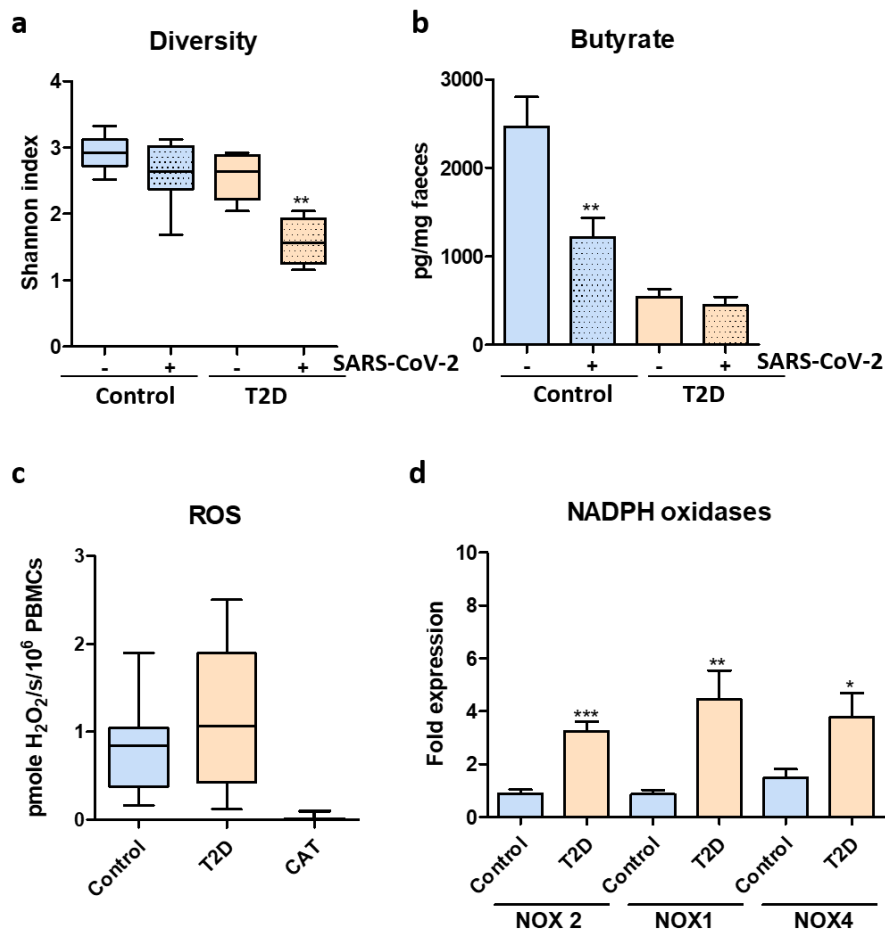 a
Diversity
Shannon index
4
3
2
1
0
**
- + - + SARS-CoV-2
Control T2D
b
Butyrate
pg/mg faeces
3000
2000
1000
0
**
- + - + SARS-CoV-2
Control T2D
c
ROS
pmole H₂O₂/s/10⁶ PBMCs
3
2
1
0
Control T2D CAT
d
NADPH oxidases
Fold expression
10
8
6
4
2
0
*** ** *
Control T2D Control T2D Control T2D
NOX 2 NOX1 NOX4